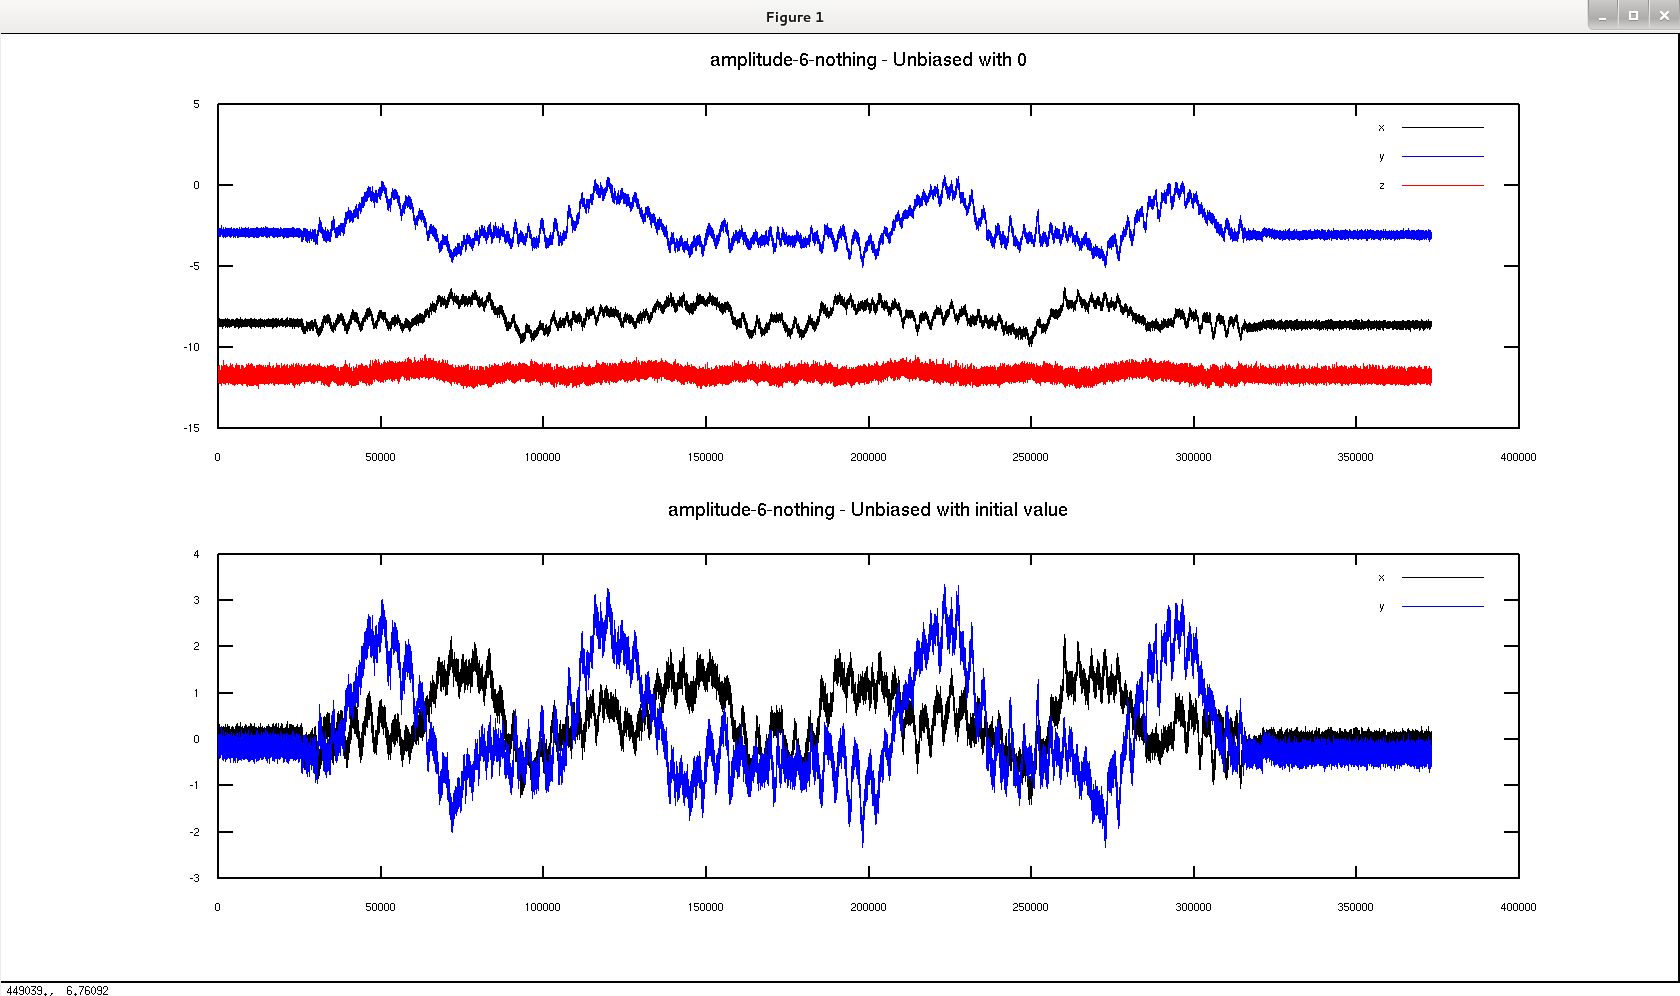 Figure 1
amplitude-6-nothing - Unbiased with 0
5
x
y
0
z
-5
-10
-15
0 50000 100000 150000 200000 250000 300000 350000 400000
amplitude-6-nothing - Unbiased with initial value
4
x
3
y
2
1
0
-1
-2
-3
0 50000 100000 150000 200000 250000 300000 350000 400000
449039., 6.76092